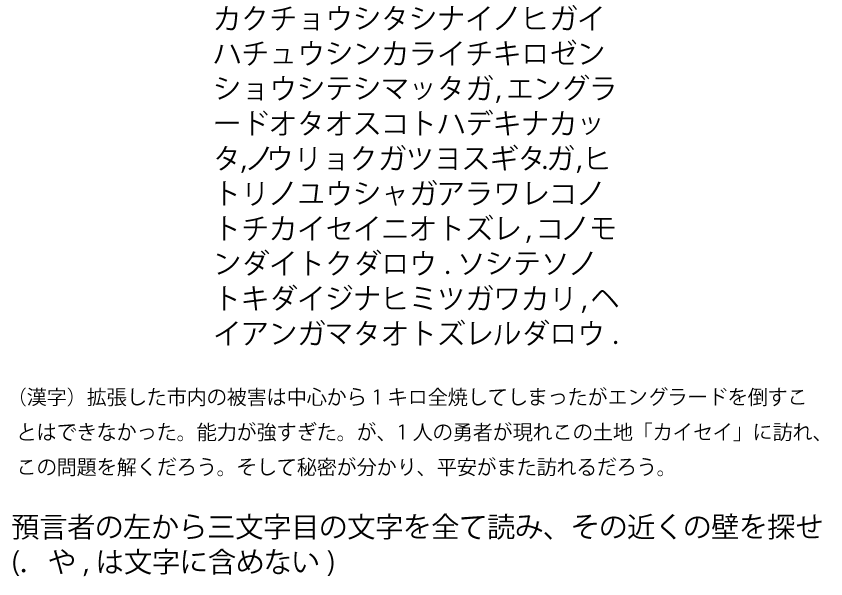 カクチョウシタシナイノヒガイ
ハチュウシンカライチキロゼン
ショウシテシマッタガ,エングラ
ードオタオスコトハデキナカッ
タ,ノウリョクガツヨスギタ.ガ,ヒ
トリノユウシャガアラワレコノ
トチカイセイニオトズレ,コノモ
ンダイトクダロウ.ソシテソノ
トキダイジナヒミツガワカリ,ヘ
イアンガマタオトズレルダロウ.
（漢字）拡張した市内の被害は中心から1キロ全焼してしまったがエングラードを倒すこ
とはできなかった。能力が強すぎた。が、1人の勇者が現れこの土地「カイセイ」に訪れ、
この問題を解くだろう。そして秘密が分かり、平安がまた訪れるだろう。
預言者の左から三文字目の文字を全て読み、その近くの壁を探せ
(. や , は文字に含めない )